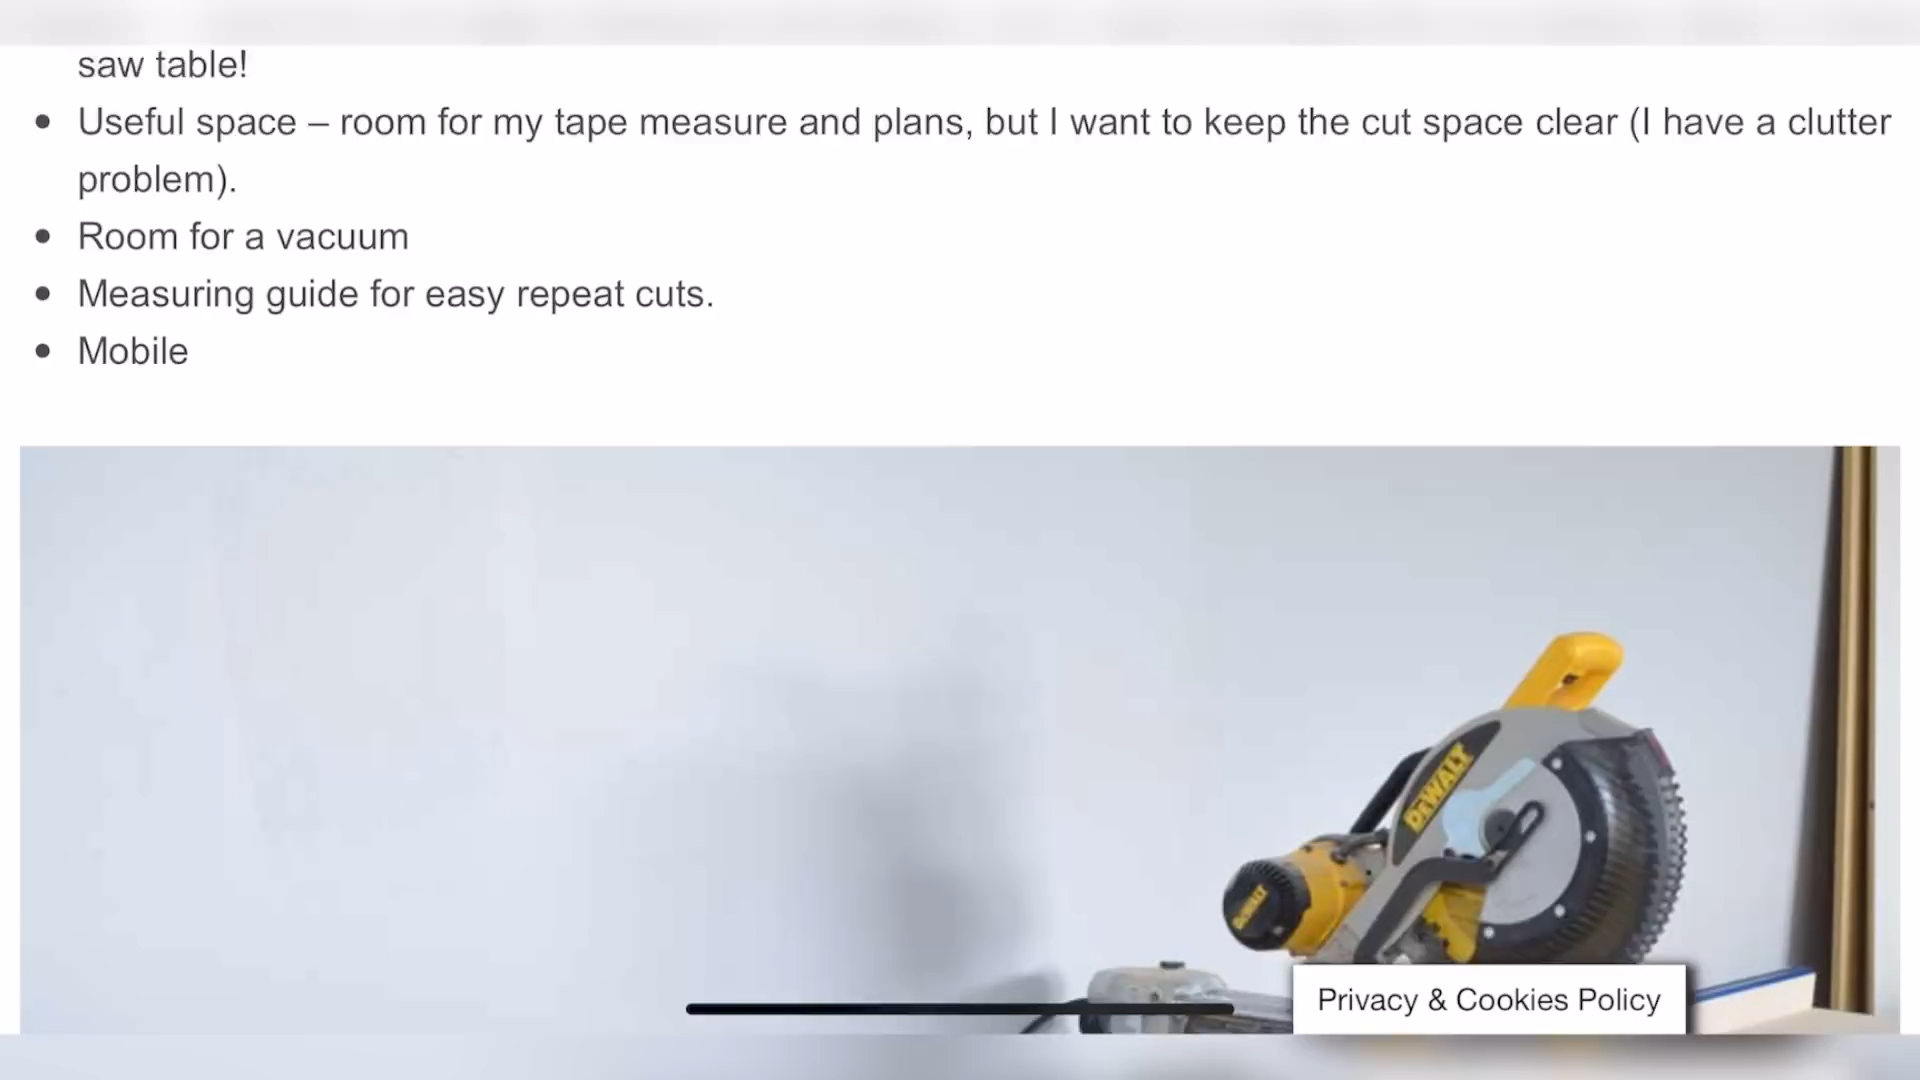 saw table!
Useful space – room for my tape measure and plans, but I want to keep the cut space clear (I have a clutter
problem).
Room for a vacuum
Measuring guide for easy repeat cuts.
Mobile
DEWALT
DEWALT
Privacy & Cookies Policy